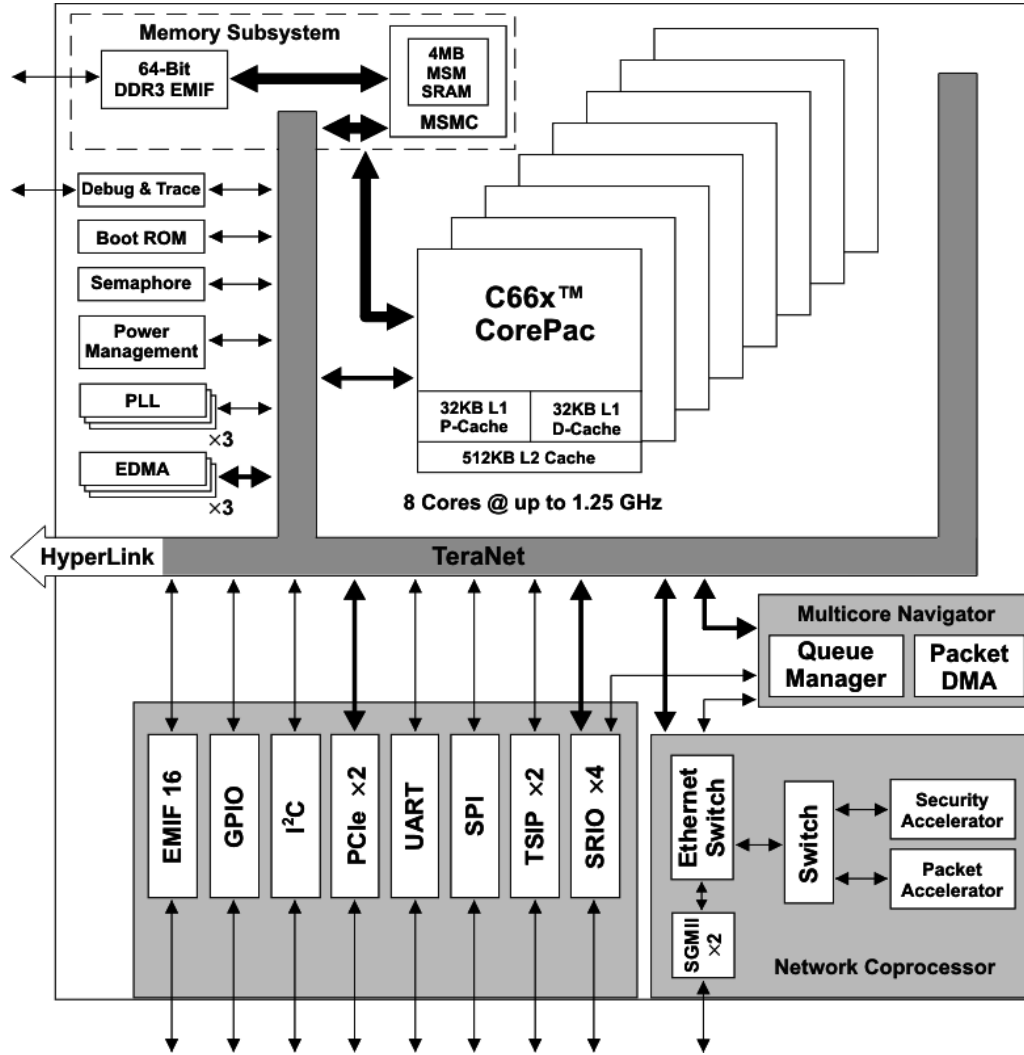 Memory Subsystem
64-Bit
DDR3 EMIF
4MB
MSM
SRAM
MSMC
Debug & Trace
Boot ROM
Semaphore
Power
Management
PLL
×3
EDMA
×3
C66x™
CorePac
32KB L1
P-Cache
32KB L1
D-Cache
512KB L2 Cache
8 Cores @ up to 1.25 GHz
HyperLink
TeraNet
Multicore Navigator
Queue
Manager
Packet
DMA
EMIF 16
GPIO
I²C
PCIe ×2
UART
SPI
TSIP ×2
SRIO ×4
Ethernet
Switch
Switch
Security
Accelerator
Packet
Accelerator
SGMII
×2
Network Coprocessor